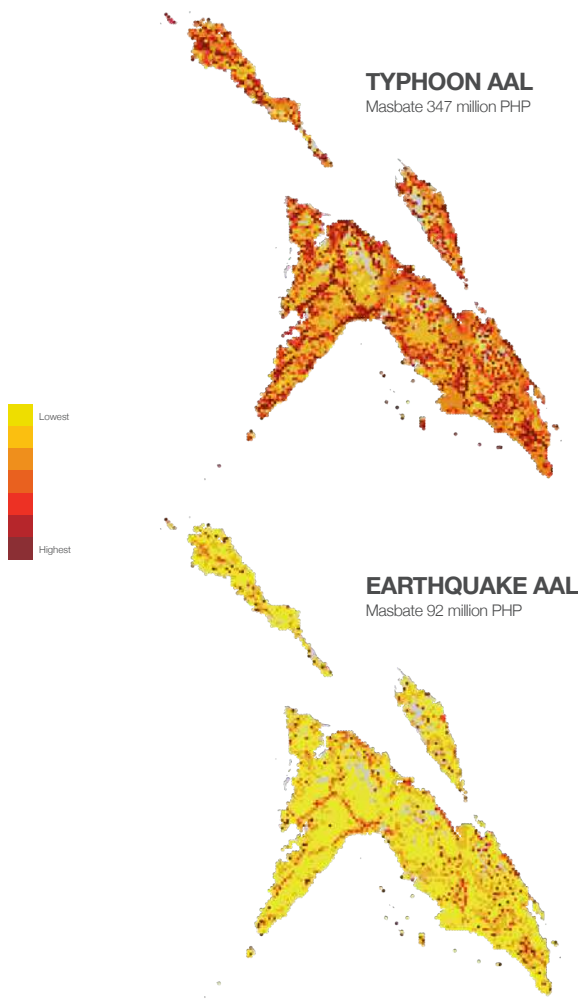 TYPHOON AAL
Masbate 347 million PHP
Lowest
Highest
EARTHQUAKE AAL
Masbate 92 million PHP